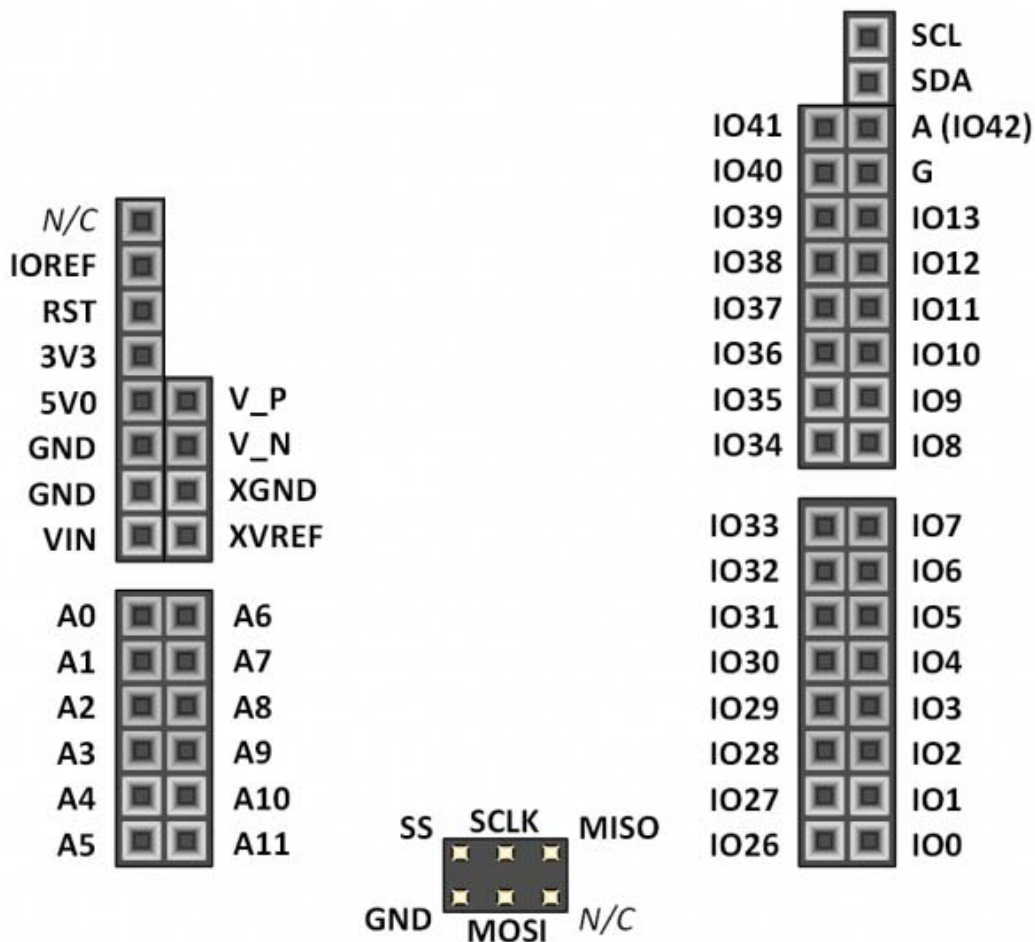 SCL
SDA
IO41 A (IO42)
IO40 G
N/C IO39 IO13
IOREF IO38 IO12
RST IO37 IO11
3V3 IO36 IO10
5V0 V_P IO35 IO9
GND V_N IO34 IO8
GND XGND
VIN XVREF IO33 IO7
IO32 IO6
A0 A6 IO31 IO5
A1 A7 IO30 IO4
A2 A8 IO29 IO3
A3 A9 IO28 IO2
A4 A10 IO27 IO1
SS SCLK MISO
A5 A11 IO26 IO0
GND MOSI N/C